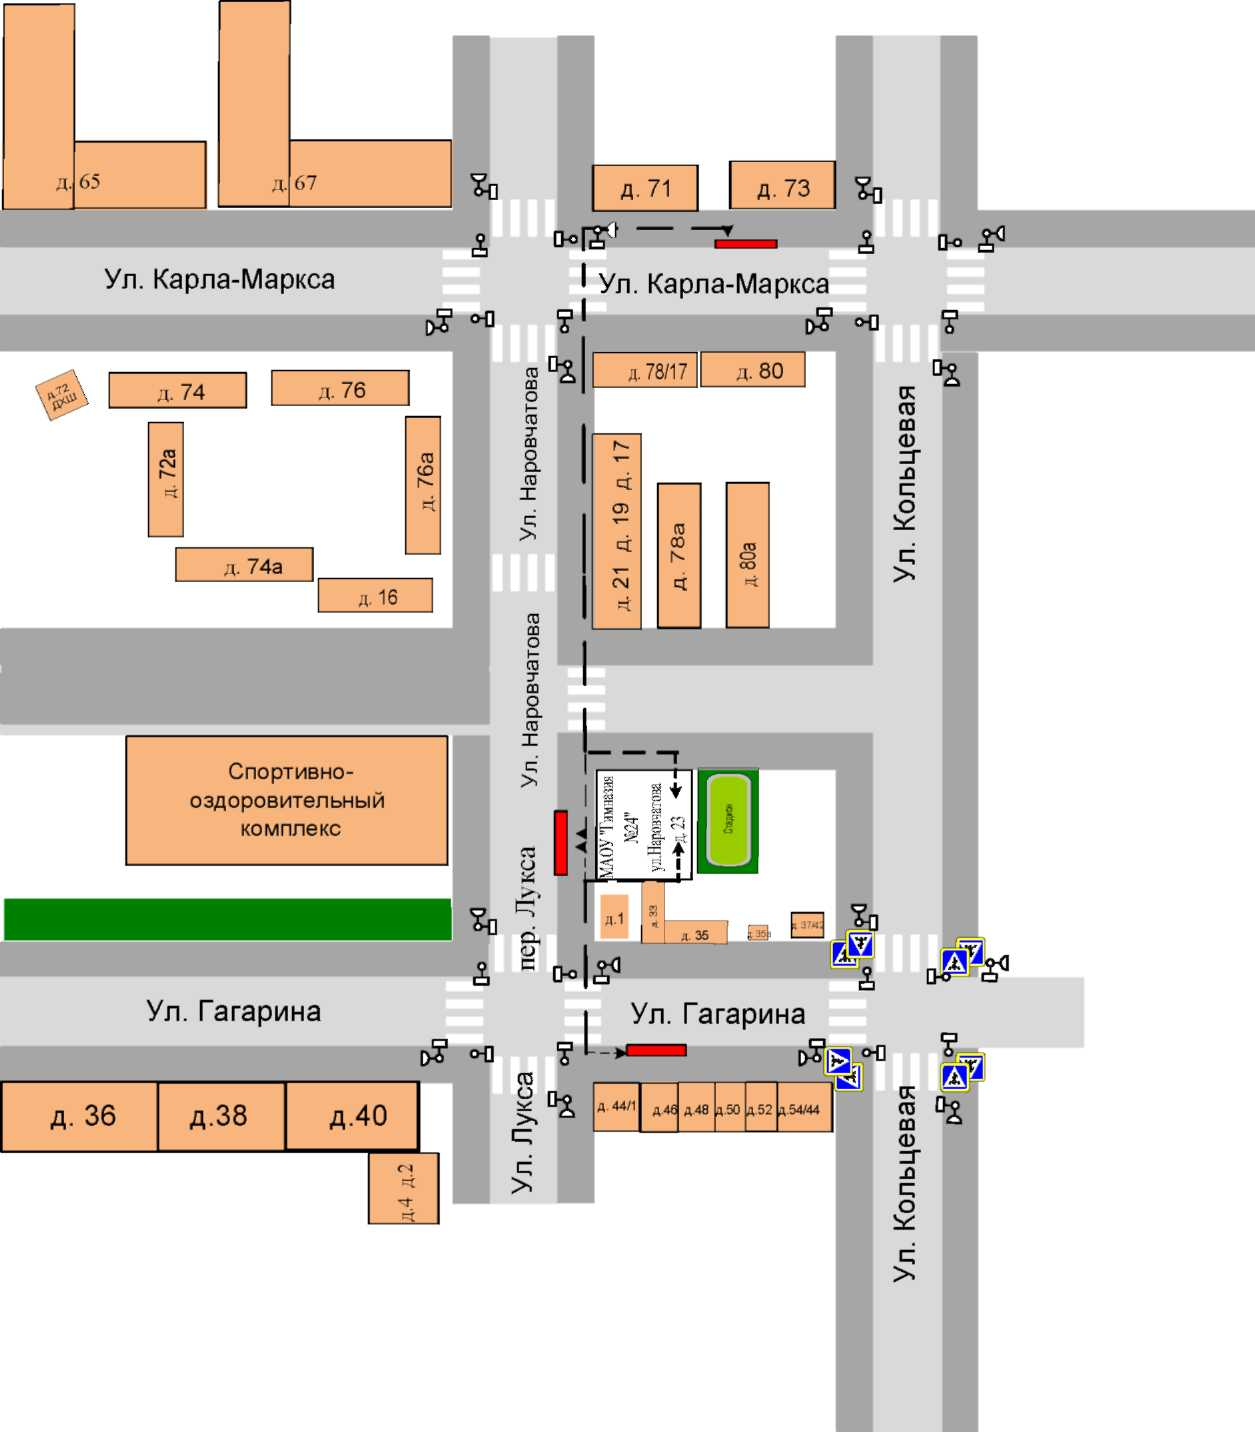 д. 65
д. 67
д. 71
д. 73
Ул. Карла-Маркса
Ул. Карла-Маркса
д.72
ДХШ
д. 74
д. 76
д. 78/17
д. 80
д. 72а
д. 76а
Ул. Наровчатова
д. 21 д. 19 д. 17
д. 78а
д. 80а
Ул. Кольцевая
д. 74а
д. 16
Ул. Наровчатова
Спортивно-
оздоровительный
комплекс
МАОУ "Гимназия
№24"
ул.Наровчатова
д. 23
Стадион
пер. Лукса
д.1
д. 33
д. 35
д. 35а
д. 37/42
Ул. Гагарина
Ул. Гагарина
д. 36
д.38
д.40
д.4 д.2
Ул. Лукса
д. 44/1
д.46
д.48
д.50
д.52
д.54/44
Ул. Кольцевая